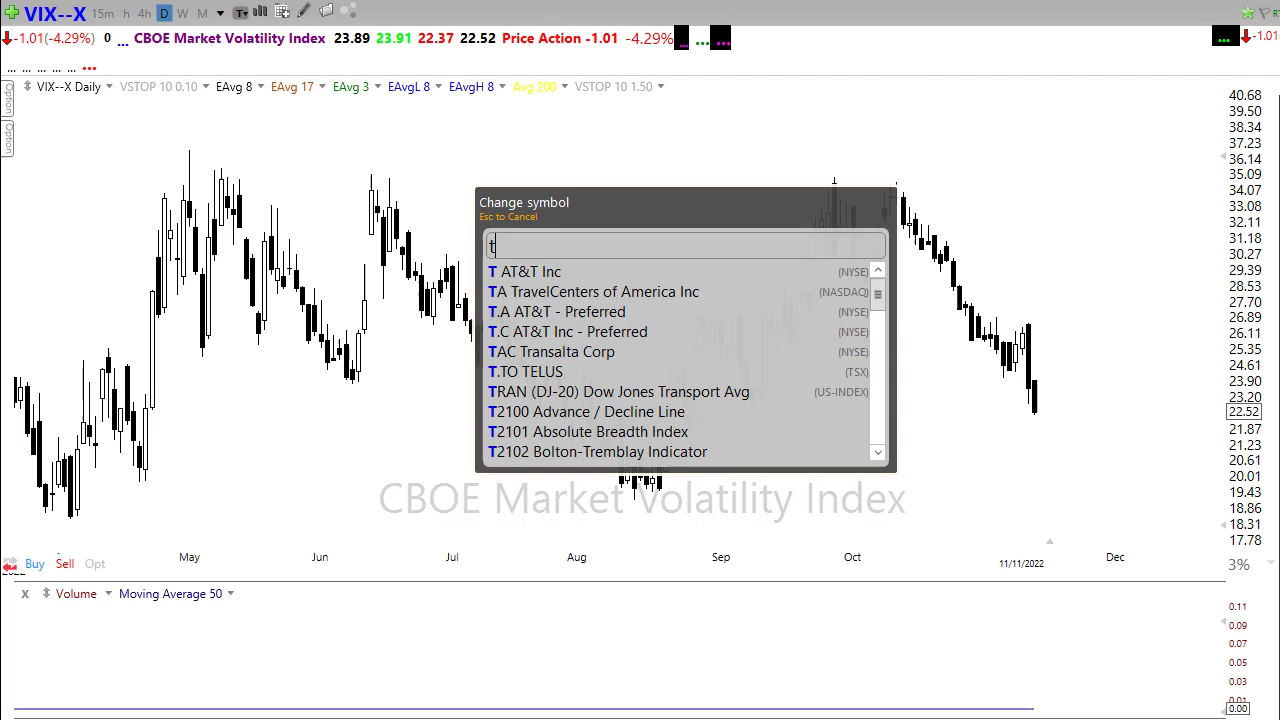 VIX--X 15m h 4h D W M T
-1.01(-4.29%) 0 ... CBOE Market Volatility Index 23.89 23.91 22.37 22.52 Price Action -1.01 -4.29% ... ... ... ... -1.01
... ... ... ... ... ...
VIX--X Daily VSTOP 10 0.10 EAvg 8 EAvg 17 EAvg 3 EAvgL 8 EAvgH 8 Avg 200 VSTOP 10 1.50
Option
Option
40.68
39.50
38.34
37.23
36.14
35.09
34.07
33.08
32.11
31.18
30.27
29.39
28.53
27.70
26.89
26.11
25.35
24.61
23.90
23.20
22.52
21.87
21.23
20.61
20.01
19.43
18.86
18.31
17.78
Change symbol
Esc to Cancel
t
T AT&T Inc (NYSE)
TA TravelCenters of America Inc (NASDAQ)
T.A AT&T - Preferred (NYSE)
T.C AT&T Inc - Preferred (NYSE)
TAC Transalta Corp (NYSE)
T.TO TELUS (TSX)
TRAN (DJ-20) Dow Jones Transport Avg (US-INDEX)
T2100 Advance / Decline Line
T2101 Absolute Breadth Index
T2102 Bolton-Tremblay Indicator
CBOE Market Volatility Index
May Jun Jul Aug Sep Oct 11/11/2022 Dec
Buy Sell Opt 3%
x Volume Moving Average 50
0.11
0.09
0.07
0.05
0.03
0.01
0.00